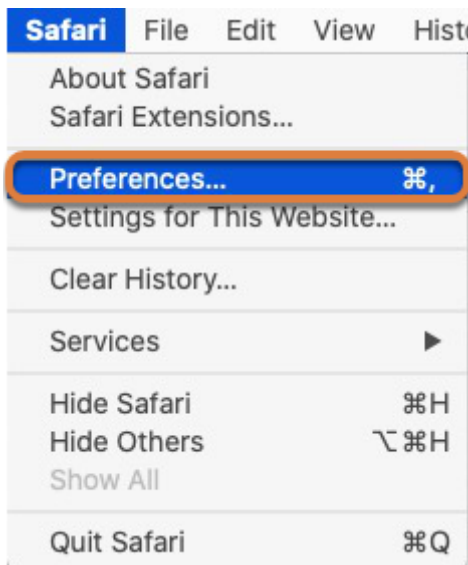 Safari File Edit View Hist
About Safari
Safari Extensions...
Preferences... ⌘,
Settings for This Website...
Clear History...
Services ▶
Hide Safari ⌘H
Hide Others ⌥⌘H
Show All
Quit Safari ⌘Q